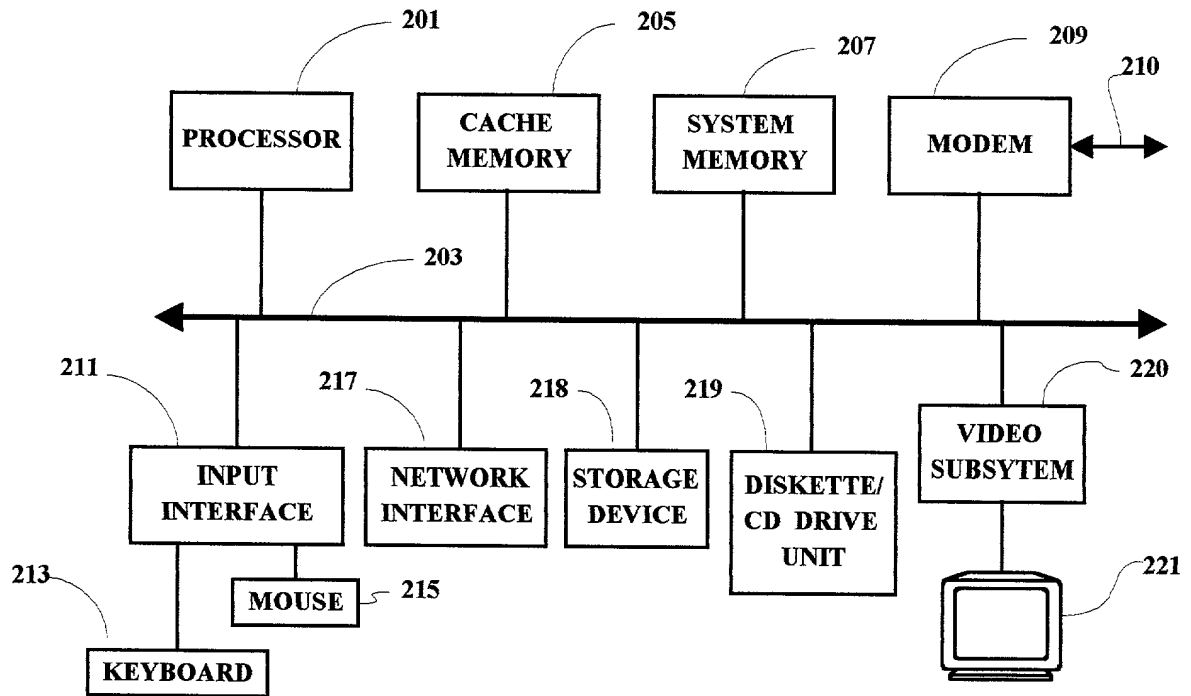 201
205
207
209
210
PROCESSOR
CACHE
MEMORY
SYSTEM
MEMORY
MODEM
203
211
217
218
219
220
INPUT
INTERFACE
NETWORK
INTERFACE
STORAGE
DEVICE
DISKETTE/
CD DRIVE
UNIT
VIDEO
SUBSYTEM
213
MOUSE
215
221
KEYBOARD